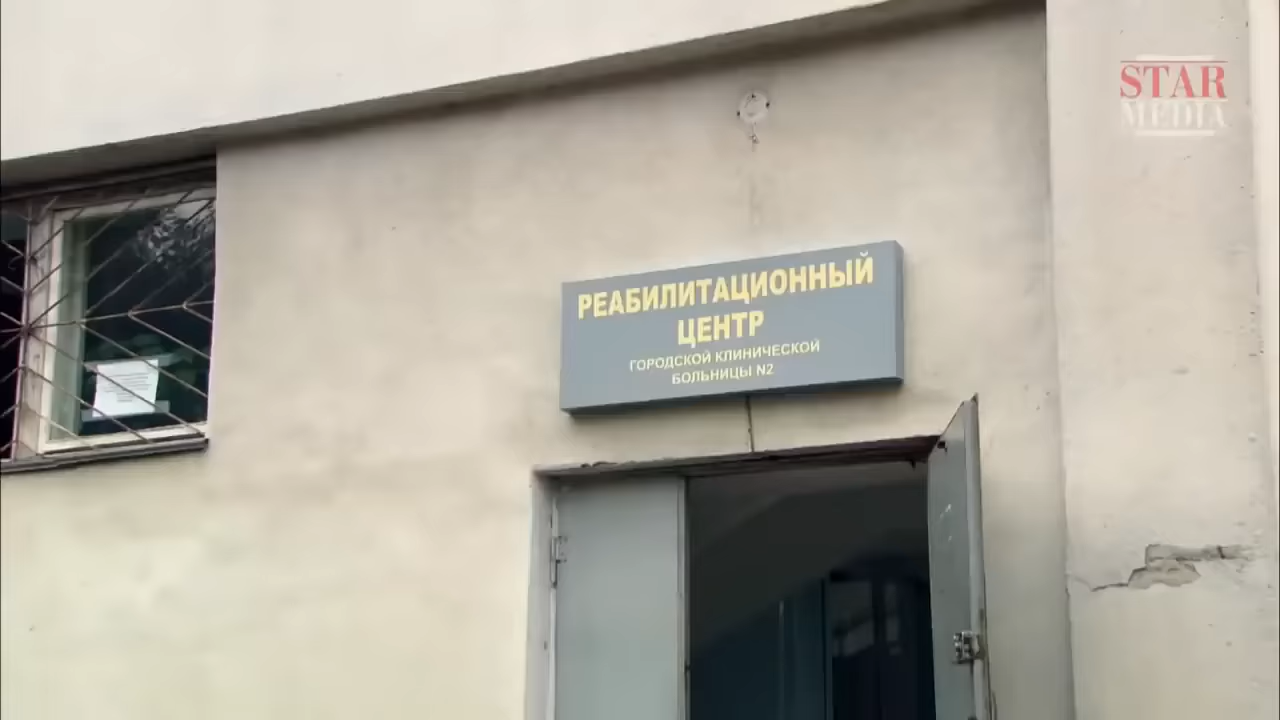 STAR
MEDIA
РЕАБИЛИТАЦИОННЫЙ
ЦЕНТР
ГОРОДСКОЙ КЛИНИЧЕСКОЙ
БОЛЬНИЦЫ N2